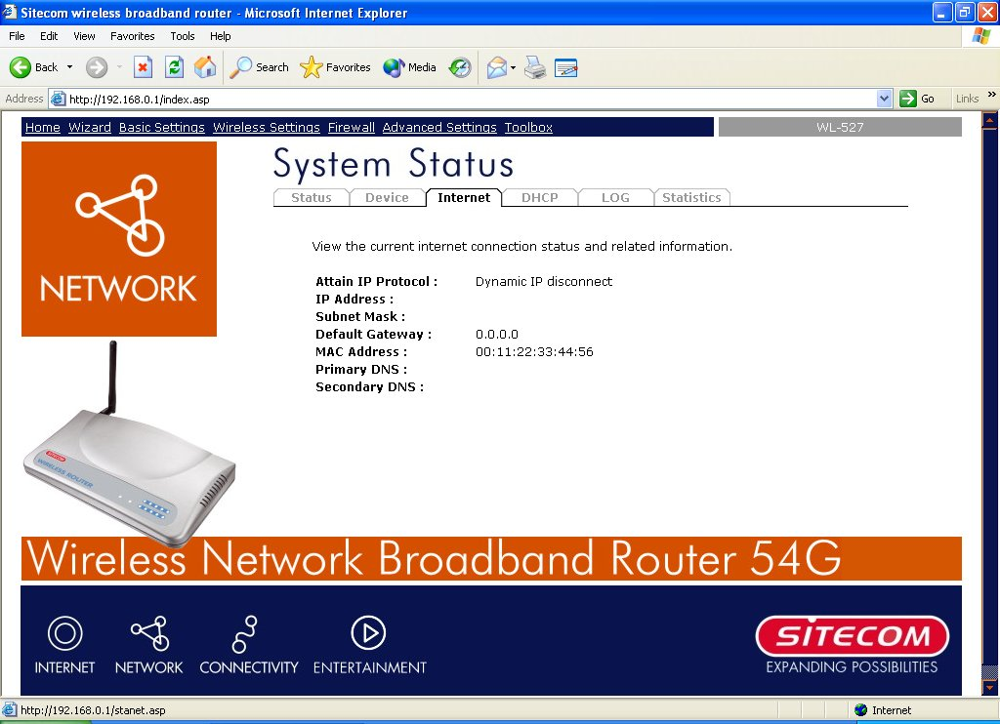 Sitecom wireless broadband router - Microsoft Internet Explorer
File Edit View Favorites Tools Help
Back Search Favorites Media
Address http://192.168.0.1/index.asp Go Links »
Home Wizard Basic Settings Wireless Settings Firewall Advanced Settings Toolbox WL-527
System Status
Status Device Internet DHCP LOG Statistics
NETWORK
View the current internet connection status and related information.
Attain IP Protocol : Dynamic IP disconnect
IP Address :
Subnet Mask :
Default Gateway : 0.0.0.0
MAC Address : 00:11:22:33:44:56
Primary DNS :
Secondary DNS :
SITECOM
WIRELESS ROUTER
Wireless Network Broadband Router 54G
INTERNET NETWORK CONNECTIVITY ENTERTAINMENT
SITECOM
EXPANDING POSSIBILITIES
http://192.168.0.1/stanet.asp Internet